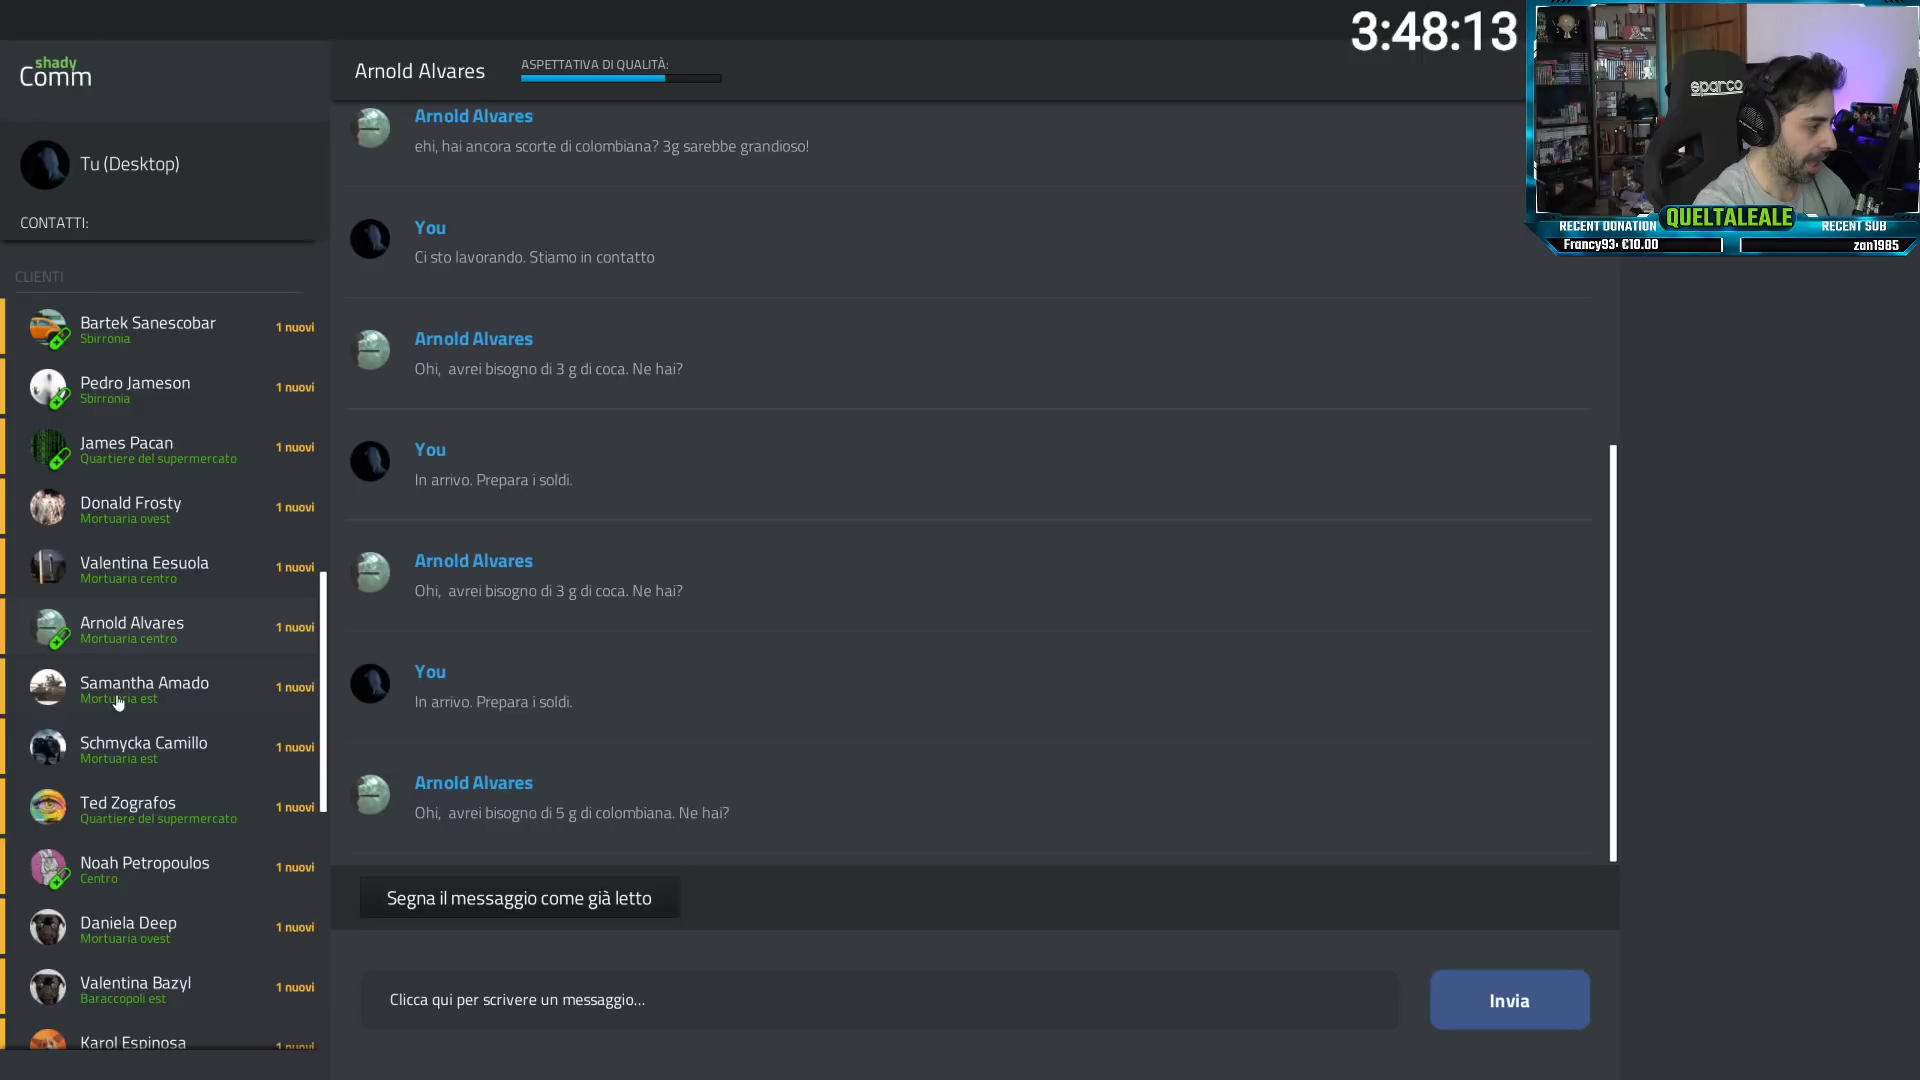 3:48:13
shady
Comm
Tu (Desktop)
CONTATTI:
CLIENTI
Bartek Sanescobar
Sbirronia
1 nuovi
Pedro Jameson
Sbirronia
1 nuovi
James Pacan
Quartiere del supermercato
1 nuovi
Donald Frosty
Mortuaria ovest
1 nuovi
Valentina Eesuola
Mortuaria centro
1 nuovi
Arnold Alvares
Mortuaria centro
1 nuovi
Samantha Amado
Mortuaria est
1 nuovi
Schmycka Camillo
Mortuaria est
1 nuovi
Ted Zografos
Quartiere del supermercato
1 nuovi
Noah Petropoulos
Centro
1 nuovi
Daniela Deep
Mortuaria ovest
1 nuovi
Valentina Bazyl
Baraccopoli est
1 nuovi
Karol Espinosa
1 nuovi
Arnold Alvares
ASPETTATIVA DI QUALITÀ:
Arnold Alvares
ehi, hai ancora scorte di colombiana? 3g sarebbe grandioso!
You
Ci sto lavorando. Stiamo in contatto
Arnold Alvares
Ohi, avrei bisogno di 3 g di coca. Ne hai?
You
In arrivo. Prepara i soldi.
Arnold Alvares
Ohi, avrei bisogno di 3 g di coca. Ne hai?
You
In arrivo. Prepara i soldi.
Arnold Alvares
Ohi, avrei bisogno di 5 g di colombiana. Ne hai?
Segna il messaggio come già letto
Clicca qui per scrivere un messaggio...
Invia
sparco
QUELTALEALE
RECENT DONATION
RECENT SUB
Francy93: €10.00
zan1985